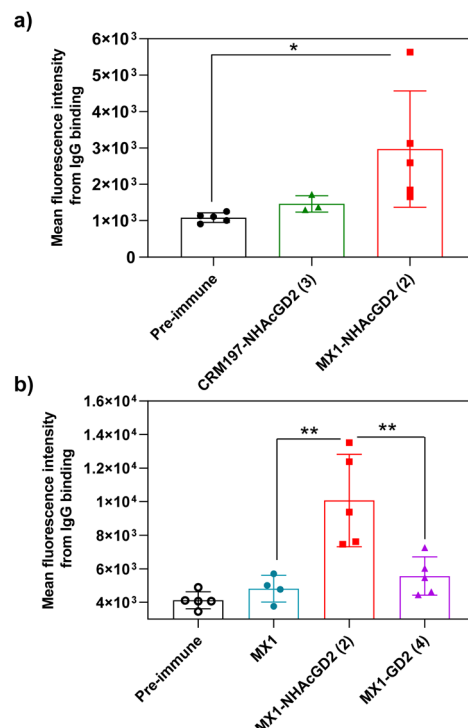 a)
Mean fluorescence intensity
from IgG binding
6×10³
5×10³
4×10³
3×10³
2×10³
1×10³
0
*
Pre-immune
CRM197-NHAcGD2 (3)
MX1-NHAcGD2 (2)
b)
Mean fluorescence intensity
from IgG binding
1.6×10⁴
1.4×10⁴
1.2×10⁴
1.0×10⁴
8×10³
6×10³
4×10³
**
**
Pre-immune
MX1
MX1-NHAcGD2 (2)
MX1-GD2 (4)